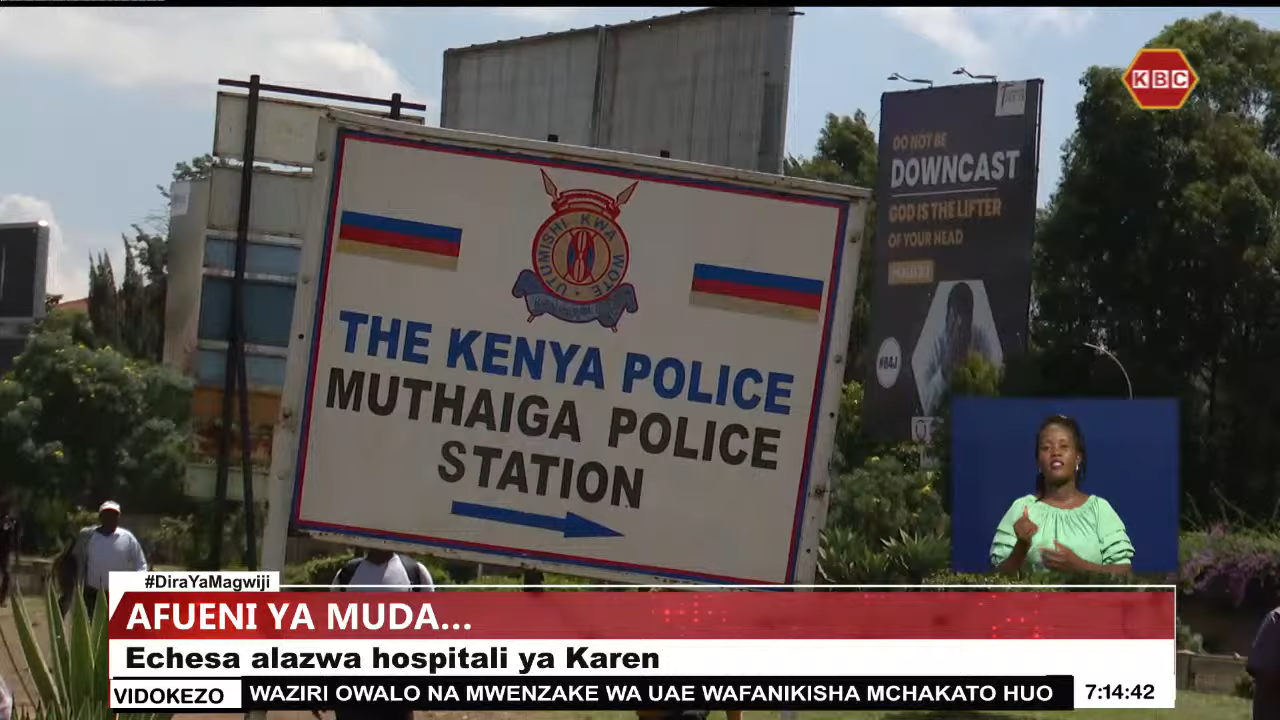 KBC
DO NOT BE
DOWNCAST
GOD IS THE LIFTER
OF YOUR HEAD
#B4J
UTUMISHI KWA WOTE
THE KENYA POLICE
MUTHAIGA POLICE
STATION
#DiraYaMagwiji
AFUENI YA MUDA...
Echesa alazwa hospitali ya Karen
VIDOKEZO
WAZIRI OWALO NA MWENZAKE WA UAE WAFANIKISHA MCHAKATO HUO
7:14:42